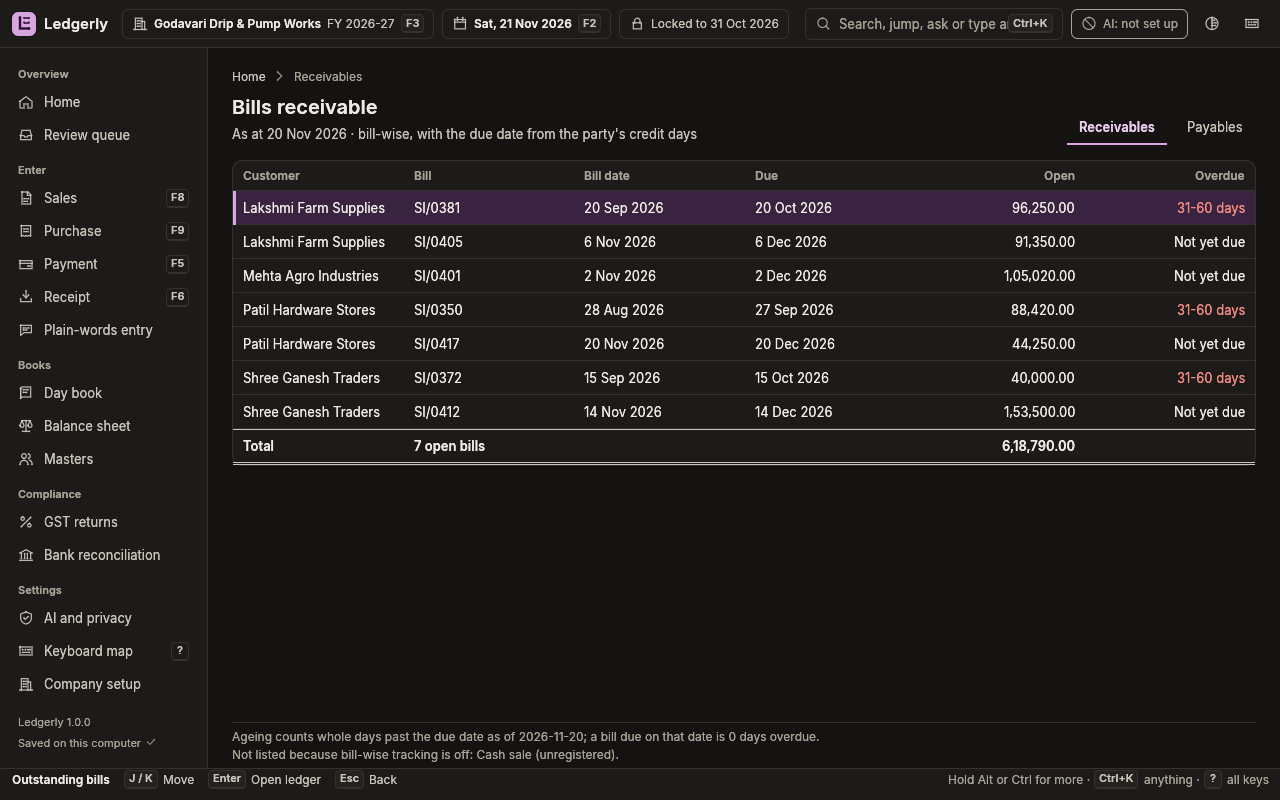 Ledgerly
Godavari Drip & Pump Works FY 2026-27 F3
Sat, 21 Nov 2026 F2
Locked to 31 Oct 2026
Search, jump, ask or type a Ctrl+K
AI: not set up
Overview
Home
Review queue
Enter
Sales F8
Purchase F9
Payment F5
Receipt F6
Plain-words entry
Books
Day book
Balance sheet
Masters
Compliance
GST returns
Bank reconciliation
Settings
AI and privacy
Keyboard map ?
Company setup
Ledgerly 1.0.0
Saved on this computer
Home Receivables
Bills receivable
As at 20 Nov 2026 · bill-wise, with the due date from the party's credit days
Receivables Payables
Customer Bill Bill date Due Open Overdue
Lakshmi Farm Supplies SI/0381 20 Sep 2026 20 Oct 2026 96,250.00 31-60 days
Lakshmi Farm Supplies SI/0405 6 Nov 2026 6 Dec 2026 91,350.00 Not yet due
Mehta Agro Industries SI/0401 2 Nov 2026 2 Dec 2026 1,05,020.00 Not yet due
Patil Hardware Stores SI/0350 28 Aug 2026 27 Sep 2026 88,420.00 31-60 days
Patil Hardware Stores SI/0417 20 Nov 2026 20 Dec 2026 44,250.00 Not yet due
Shree Ganesh Traders SI/0372 15 Sep 2026 15 Oct 2026 40,000.00 31-60 days
Shree Ganesh Traders SI/0412 14 Nov 2026 14 Dec 2026 1,53,500.00 Not yet due
Total 7 open bills 6,18,790.00
Ageing counts whole days past the due date as of 2026-11-20; a bill due on that date is 0 days overdue.
Not listed because bill-wise tracking is off: Cash sale (unregistered).
Outstanding bills J / K Move Enter Open ledger Esc Back
Hold Alt or Ctrl for more · Ctrl+K anything · ? all keys